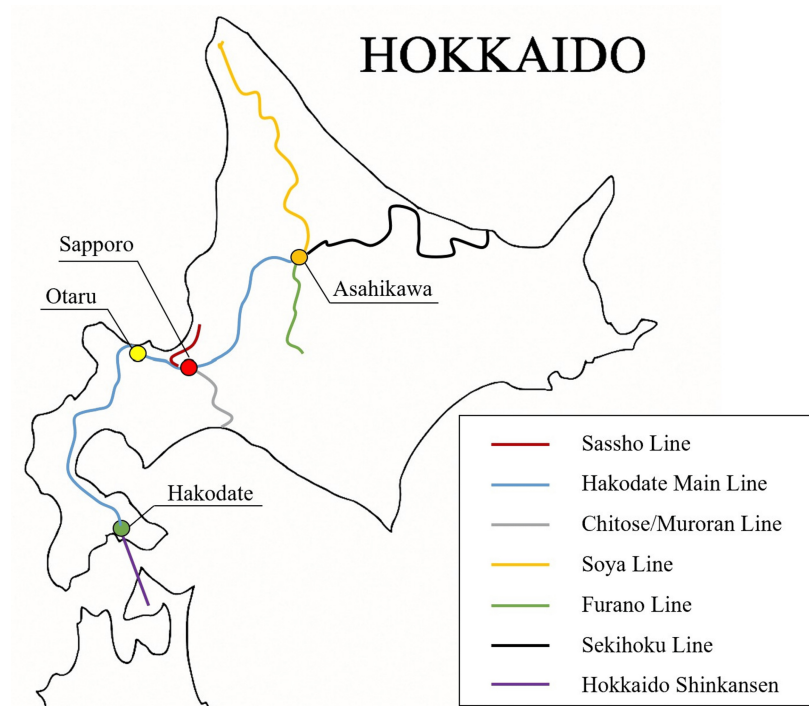 HOKKAIDO
Sapporo
Otaru
Asahikawa
Hakodate
Sassho Line
Hakodate Main Line
Chitose/Muroran Line
Soya Line
Furano Line
Sekihoku Line
Hokkaido Shinkansen